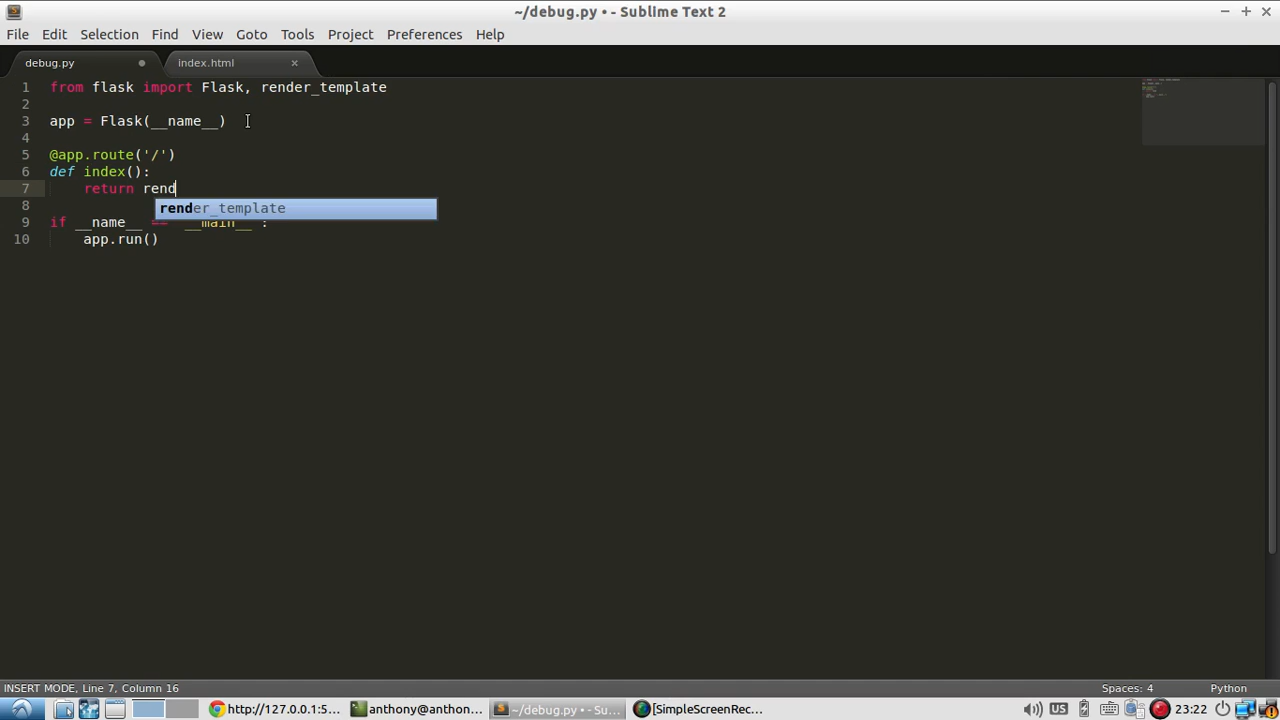 ~/debug.py • - Sublime Text 2
File Edit Selection Find View Goto Tools Project Preferences Help
debug.py index.html
1 from flask import Flask, render_template
2
3 app = Flask(__name__)
4
5 @app.route('/')
6 def index():
7 return rend
render_template
8
9 if __name__ == '__main__':
10 app.run()
INSERT MODE, Line 7, Column 16 Spaces: 4 Python
http://127.0.0.1:5... anthony@anthon... ~/debug.py • - Su... [SimpleScreenRec... US 23:22